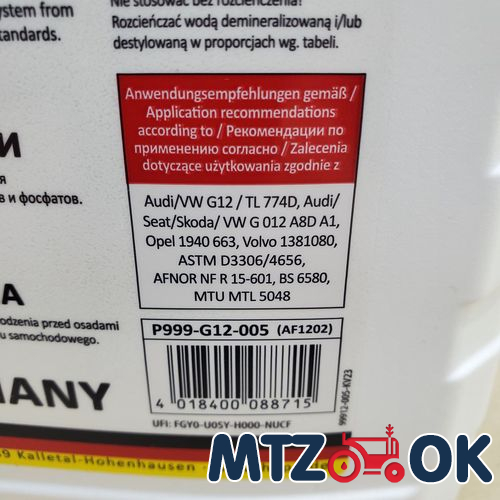 ystem from
tandards.
Nie stosować bez rozcieńczenia!
Rozcieńczać wodą demineralizowaną i/lub
destylowaną w proporcjach wg. tabeli.
Anwendungsempfehlungen gemäß /
Application recommendations
according to / Рекомендации по
применению согласно / Zalecenia
dotyczące użytkowania zgodnie z
Audi/VW G12 / TL 774D, Audi/
Seat/Skoda/ VW G 012 A8D A1,
Opel 1940 663, Volvo 1381080,
ASTM D3306/4656,
AFNOR NF R 15-601, BS 6580,
MTU MTL 5048
И
я
в и фосфатов.
A
odzenia przed osadami
u samochodowego.
P999-G12-005 (AF1202)
4 018400 088715
99912-005-KV23
UFI: FGY0-U05Y-H000-NUCF
MANY
69 Kalletal-Hohenhausen -
MTZ OK